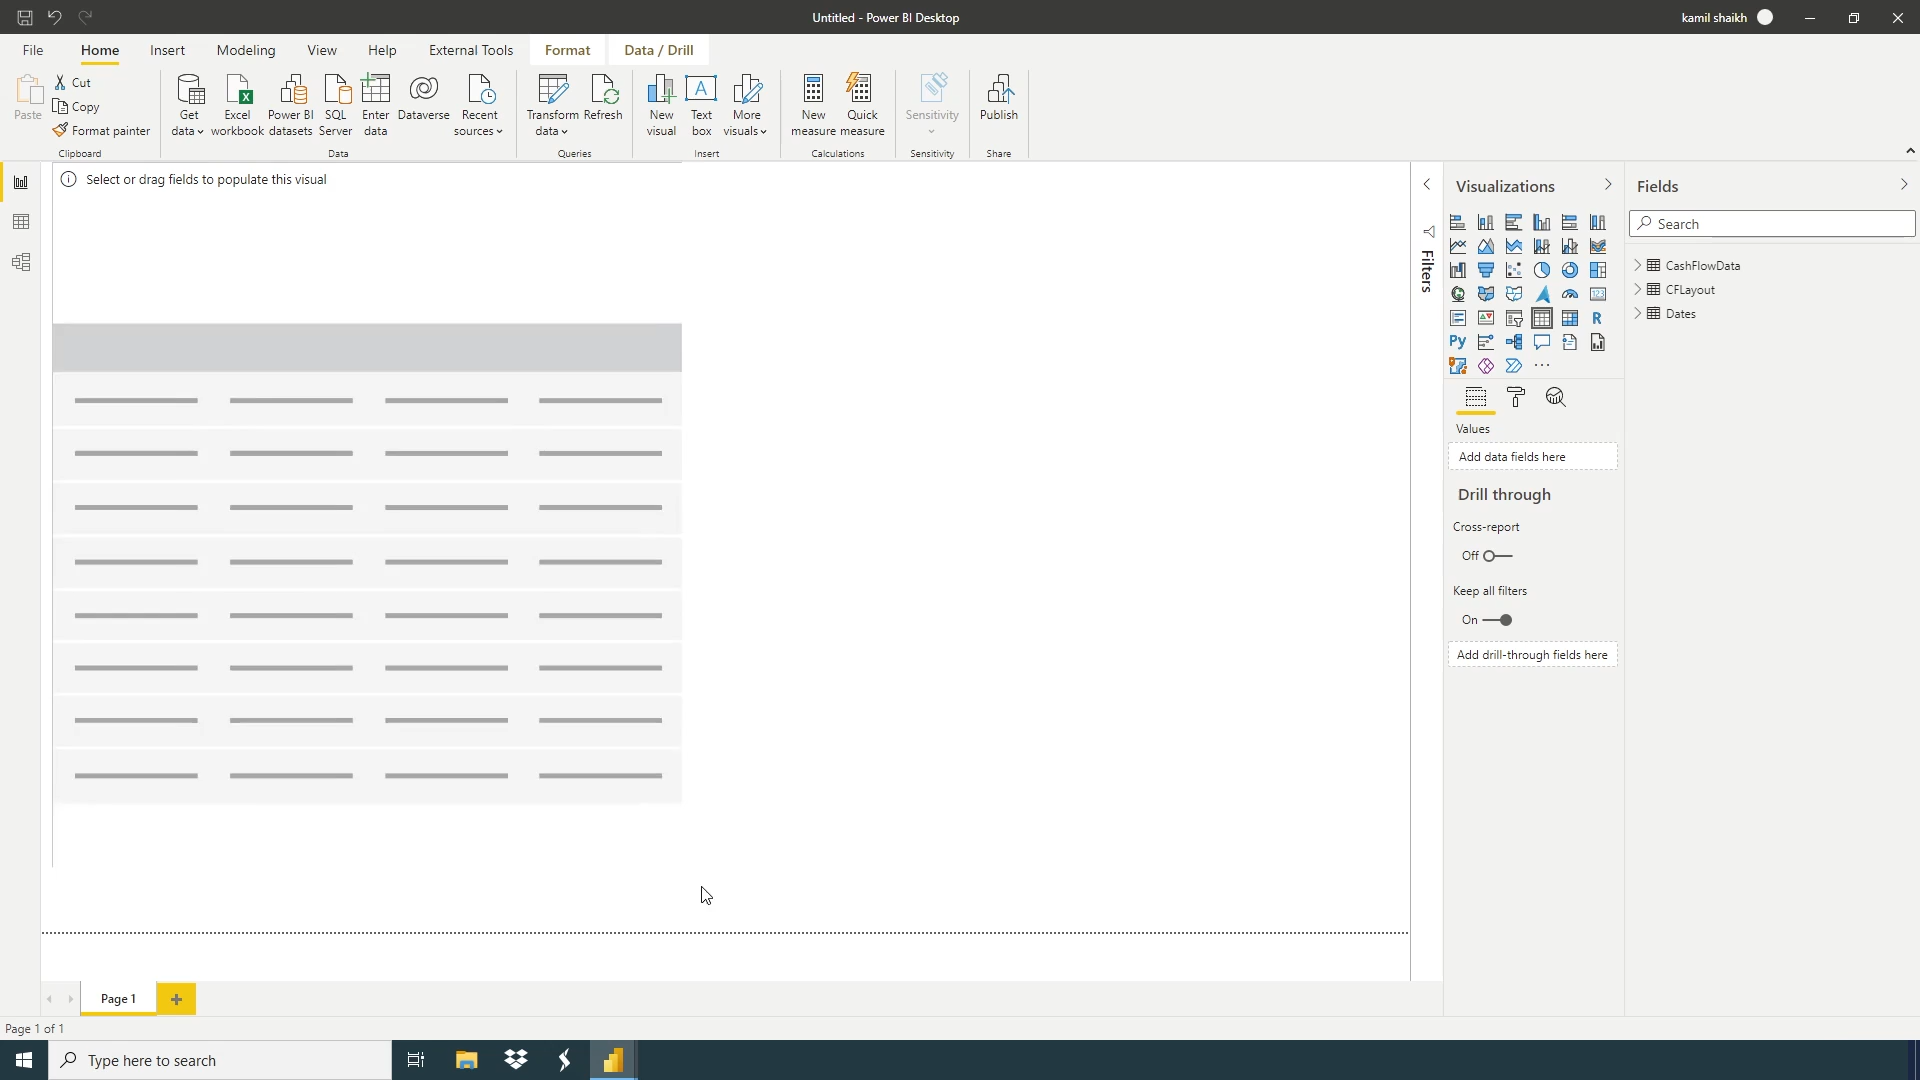 Untitled - Power BI Desktop
kamil shaikh
File Home Insert Modeling View Help External Tools Format Data / Drill
Paste
Cut
Copy
Format painter
Clipboard
Get data
Excel workbook
Power BI datasets
SQL Server
Enter data
Dataverse
Recent sources
Data
Transform data
Refresh
Queries
New visual
Text box
More visuals
Insert
New measure
Quick measure
Calculations
Sensitivity
Sensitivity
Publish
Share
Select or drag fields to populate this visual
Filters
Visualizations
R
Py
123
Values
Add data fields here
Drill through
Cross-report
Off
Keep all filters
On
Add drill-through fields here
Fields
Search
CashFlowData
CFLayout
Dates
Page 1
Page 1 of 1
Type here to search